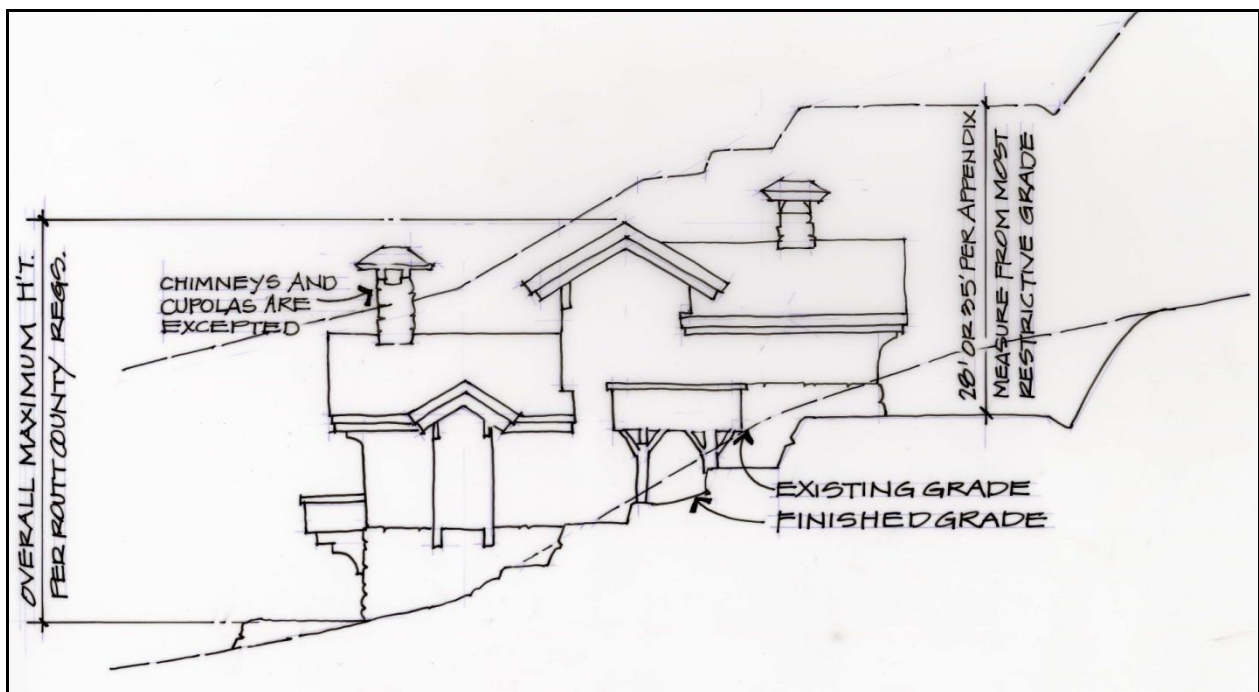 OVERALL MAXIMUM H'T.
PER ROUTT COUNTY REGS.
CHIMNEYS AND
CUPOLAS ARE
EXCEPTED
28' OR 35' PER APPENDIX
MEASURE FROM MOST
RESTRICTIVE GRADE
EXISTING GRADE
FINISHED GRADE